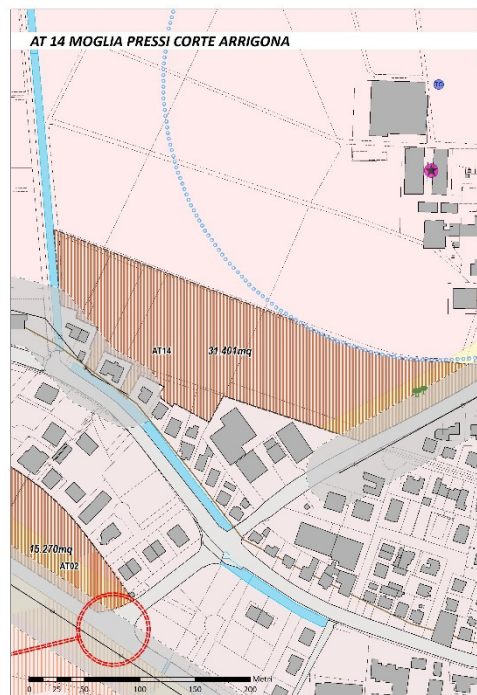 AT 14 MOGLIA PRESSI CORTE ARRIGONA
TO
AT14 31.401mq
15.270mq
AT02
Metri
0 25 50 100 150 200